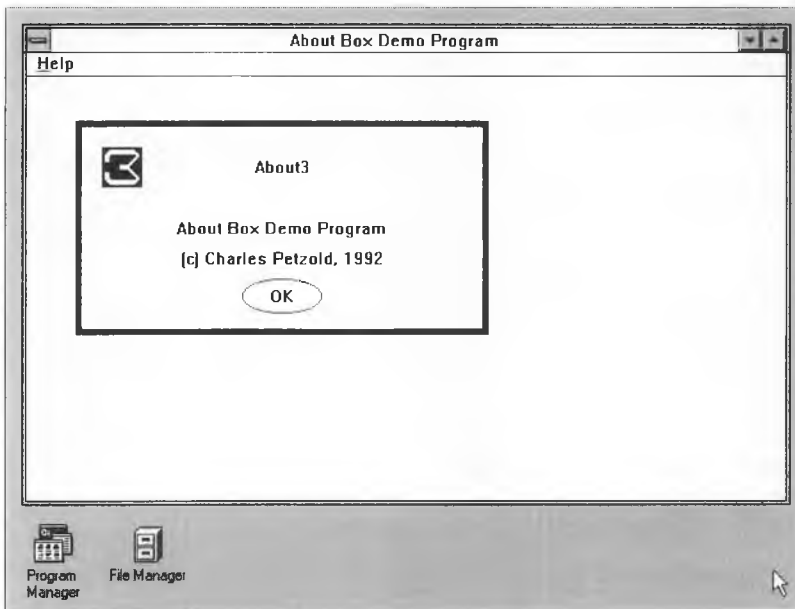 About Box Demo Program
Help
About3
About Box Demo Program
(c) Charles Petzold, 1992
OK
Program
Manager
File Manager